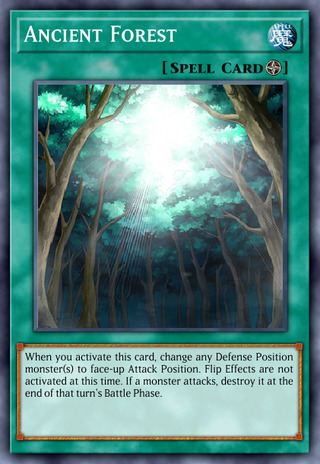 Ancient Forest
魔
[Spell Card]
When you activate this card, change any Defense Position
monster(s) to face-up Attack Position. Flip Effects are not
activated at this time. If a monster attacks, destroy it at the
end of that turn's Battle Phase.